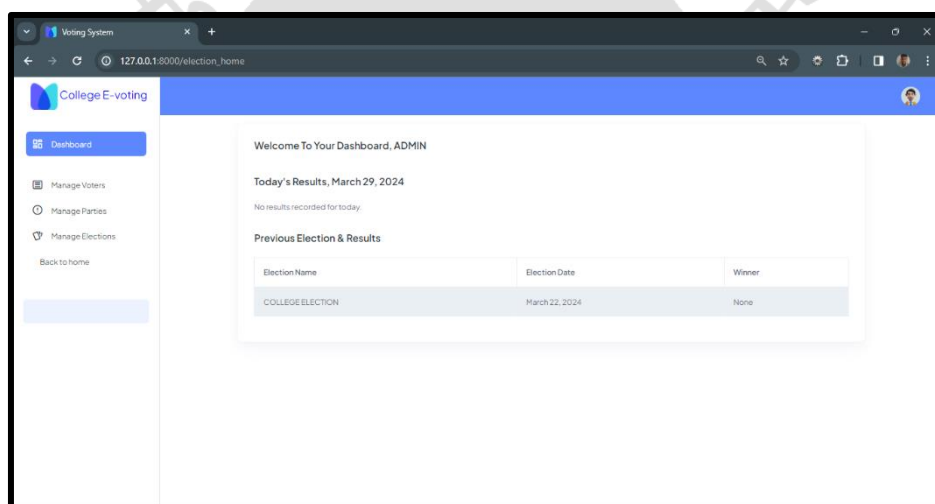 Voting System
127.0.0.1:8000/election_home
College E-voting
Dashboard
Manage Voters
Manage Parties
Manage Elections
Back to home
Welcome To Your Dashboard, ADMIN
Today's Results, March 29, 2024
No results recorded for today.
Previous Election & Results
Election Name Election Date Winner
COLLEGE ELECTION March 22, 2024 None